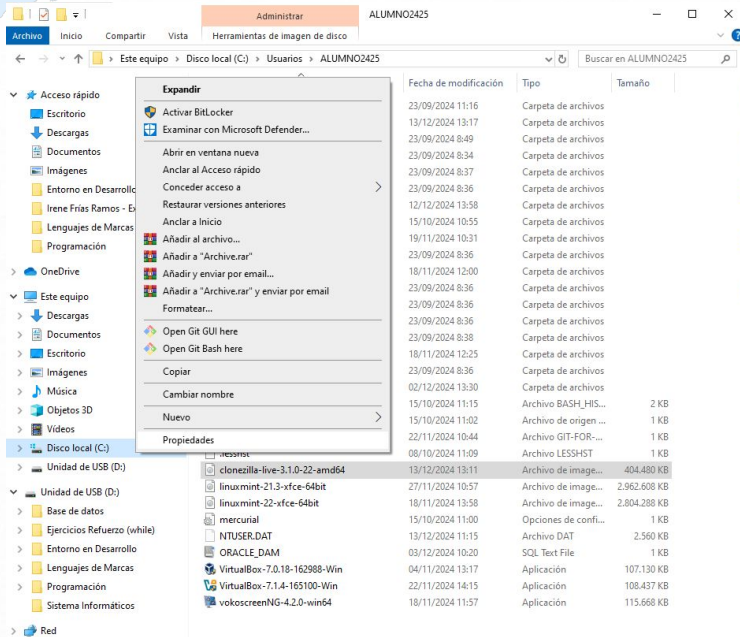 Administrar
ALUMNO2425
Archivo
Inicio
Compartir
Vista
Herramientas de imagen de disco
Este equipo > Disco local (C:) > Usuarios > ALUMNO2425
Buscar en ALUMNO2425
Fecha de modificación
Tipo
Tamaño
Acceso rápido
Escritorio
Descargas
Documentos
Imágenes
Entorno en Desarrollo
Irene Frías Ramos - Ex
Lenguajes de Marcas
Programación
OneDrive
Este equipo
Descargas
Documentos
Escritorio
Imágenes
Música
Objetos 3D
Vídeos
Disco local (C:)
Unidad de USB (D:)
Unidad de USB (D:)
Base de datos
Ejercicios Refuerzo (while)
Entorno en Desarrollo
Lenguajes de Marcas
Programación
Sistema Informáticos
Red
Expandir
Activar BitLocker
Examinar con Microsoft Defender...
Abrir en ventana nueva
Anclar al Acceso rápido
Conceder acceso a
Restaurar versiones anteriores
Anclar a Inicio
Añadir al archivo...
Añadir a "Archive.rar"
Añadir y enviar por email...
Añadir a "Archive.rar" y enviar por email
Formatear...
Open Git GUI here
Open Git Bash here
Copiar
Cambiar nombre
Nuevo
Propiedades
23/09/2024 11:16 Carpeta de archivos
13/12/2024 13:17 Carpeta de archivos
23/09/2024 8:49 Carpeta de archivos
23/09/2024 8:34 Carpeta de archivos
23/09/2024 8:37 Carpeta de archivos
23/09/2024 8:36 Carpeta de archivos
12/12/2024 13:58 Carpeta de archivos
15/10/2024 10:55 Carpeta de archivos
19/11/2024 10:31 Carpeta de archivos
23/09/2024 8:36 Carpeta de archivos
18/11/2024 12:00 Carpeta de archivos
23/09/2024 8:36 Carpeta de archivos
23/09/2024 8:36 Carpeta de archivos
23/09/2024 8:36 Carpeta de archivos
23/09/2024 8:38 Carpeta de archivos
18/11/2024 12:25 Carpeta de archivos
23/09/2024 8:36 Carpeta de archivos
02/12/2024 13:30 Carpeta de archivos
15/10/2024 11:15 Archivo BASH_HIS... 2 KB
15/10/2024 11:02 Archivo de origen ... 1 KB
22/11/2024 10:44 Archivo GIT-FOR-... 1 KB
.lesshst 08/10/2024 11:09 Archivo LESSHST 1 KB
clonezilla-live-3.1.0-22-amd64 13/12/2024 13:11 Archivo de image... 404.480 KB
linuxmint-21.3-xfce-64bit 27/11/2024 10:57 Archivo de image... 2.962.608 KB
linuxmint-22-xfce-64bit 18/11/2024 13:58 Archivo de image... 2.804.288 KB
mercurial 15/10/2024 11:00 Opciones de confi... 1 KB
NTUSER.DAT 13/12/2024 11:15 Archivo DAT 2.560 KB
ORACLE_DAM 03/12/2024 10:20 SQL Text File 1 KB
VirtualBox-7.0.18-162988-Win 04/11/2024 13:17 Aplicación 107.130 KB
VirtualBox-7.1.4-165100-Win 22/11/2024 14:15 Aplicación 108.437 KB
vokoscreenNG-4.2.0-win64 18/11/2024 11:57 Aplicación 115.668 KB